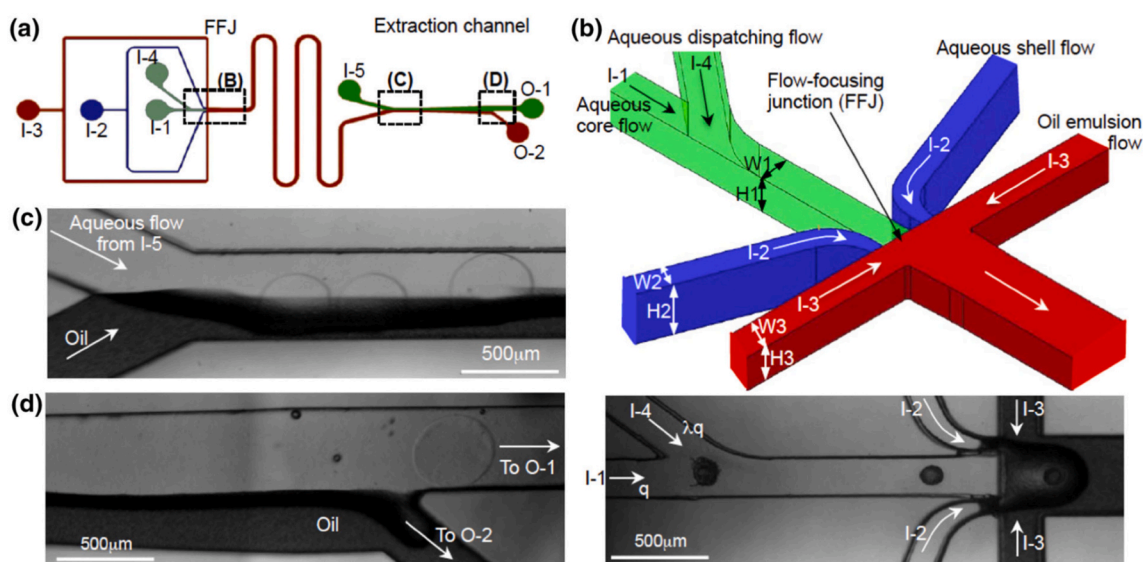 (a)
FFJ
Extraction channel
I-4
I-5
(B)
(C)
(D)
O-1
I-3
I-2
I-1
O-2
(b)
Aqueous dispatching flow
Aqueous shell flow
I-1
I-4
Flow-focusing
junction (FFJ)
Aqueous
core flow
Oil emulsion
flow
I-2
I-3
W1
H1
I-2
W2
H2
I-3
W3
H3
(c)
Aqueous flow
from I-5
Oil
500µm
(d)
To O-1
Oil
To O-2
500µm
I-4
λq
I-2
I-3
I-1
q
I-2
I-3
500µm